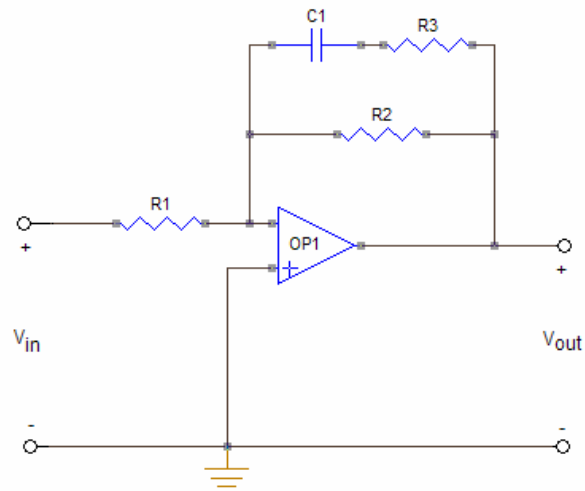 C1
R3
R2
R1
OP1
+
+
+
Vin
Vout
-
-